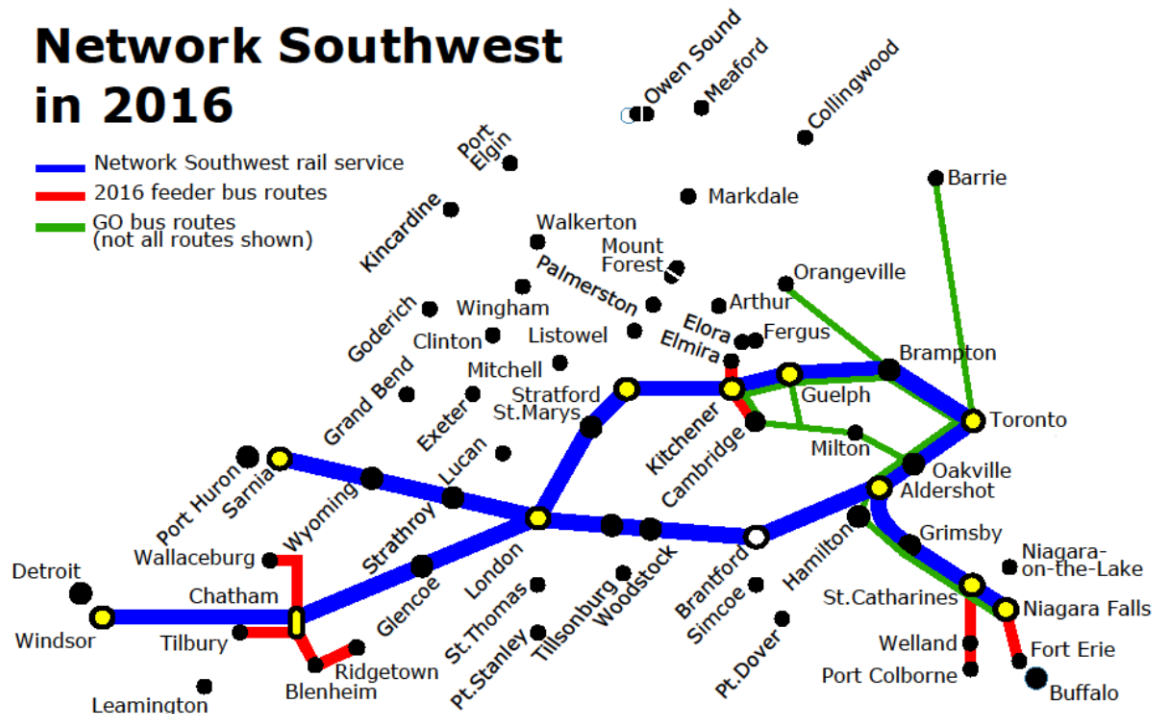 Network Southwest
in 2016
Network Southwest rail service
2016 feeder bus routes
GO bus routes
(not all routes shown)
Owen Sound
Meaford
Collingwood
Port
Elgin
Barrie
Markdale
Kincardine
Walkerton
Mount
Forest
Orangeville
Palmerston
Wingham
Arthur
Goderich
Clinton
Listowel
Elora
Fergus
Elmira
Brampton
Mitchell
Grand Bend
Exeter
Stratford
St.Marys
Guelph
Toronto
Kitchener
Cambridge
Milton
Lucan
Oakville
Port Huron
Sarnia
Aldershot
Wyoming
Strathroy
London
Woodstock
Brantford
Hamilton
Grimsby
Wallaceburg
Niagara-
on-the-Lake
Detroit
Chatham
Glencoe
St.Thomas
Tillsonburg
Simcoe
St.Catharines
Niagara Falls
Windsor
Tilbury
Ridgetown
Blenheim
Pt.Stanley
Pt.Dover
Welland
Fort Erie
Port Colborne
Buffalo
Leamington